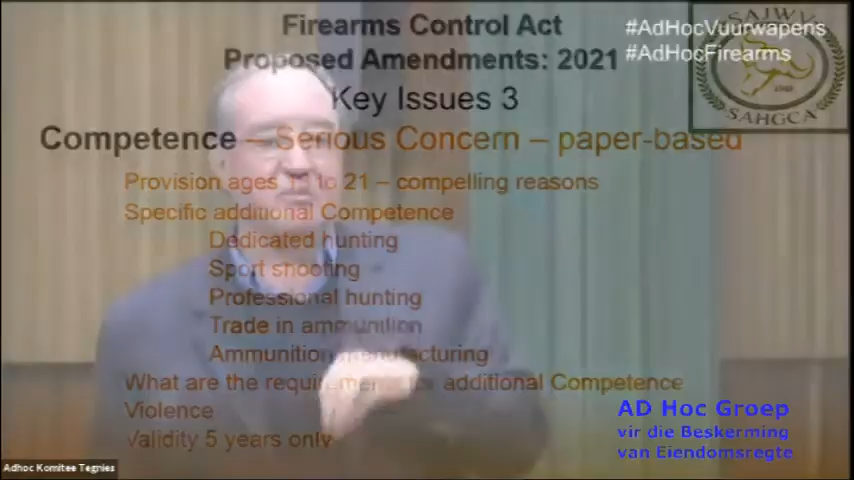 Firearms Control Act
Proposed Amendments: 2021
#AdHocVuurwapens
#AdHocFirearms
SAJWV
1949
SAHGCA
Key Issues 3
Competence – Serious Concern – paper-based
Provision ages to 21 – compelling reasons
Specific additional Competence
Dedicated hunting
Sport shooting
Professional hunting
Trade in ammunition
Ammunition manufacturing
What are the requirements for additional Competence
Violence
Validity 5 years only
AD Hoc Groep
vir die Beskerming
van Eiendomsregte
Adhoc Komitee Tegnies